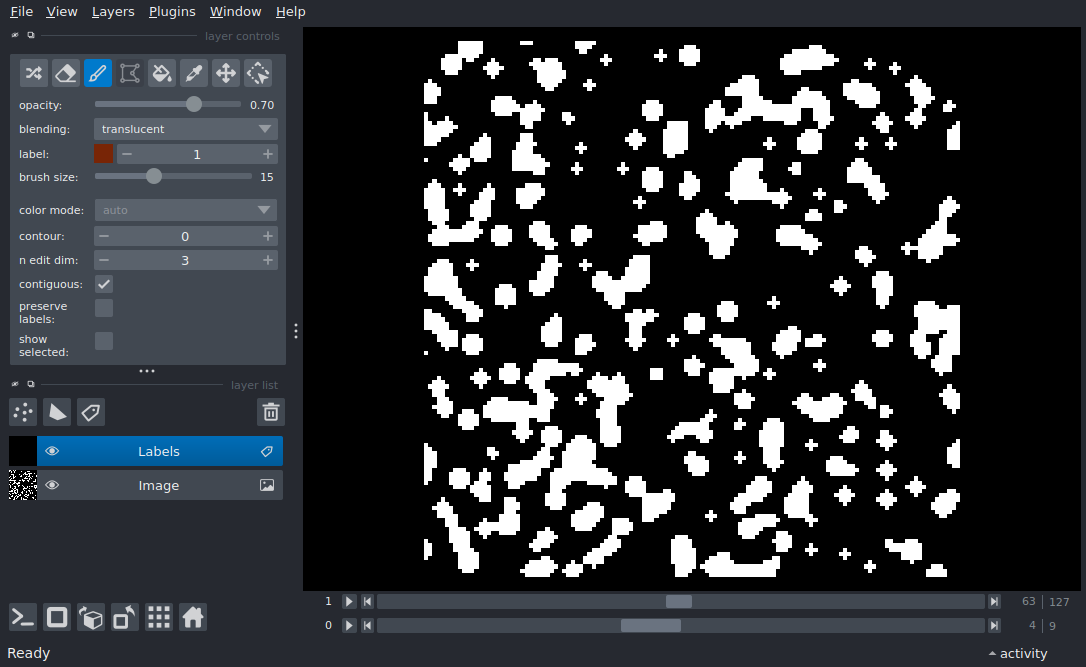 File View Layers Plugins Window Help
layer controls
opacity: 0.70
blending: translucent
label: 1
brush size: 15
color mode: auto
contour: 0
n edit dim: 3
contiguous:
preserve
labels:
show
selected:
layer list
Labels
Image
1 63 127
0 4 9
Ready activity